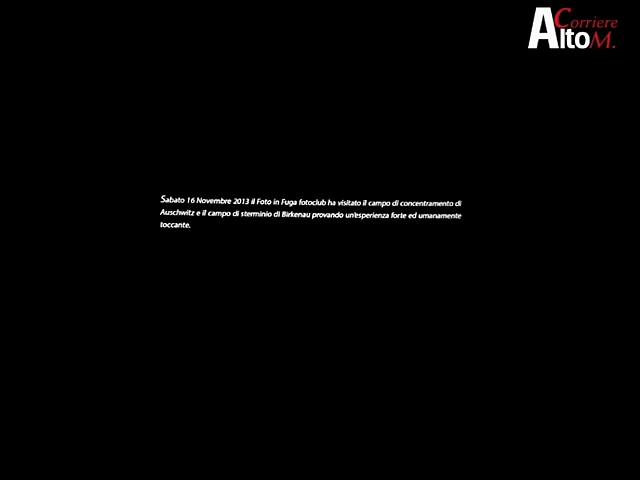 Corriere
AltoM.
Sabato 16 Novembre 2013 il Foto in Fuga fotoclub ha visitato il campo di concentramento di
Auschwitz e il campo di sterminio di Birkenau provando un'esperienza forte ed umanamente
toccante.